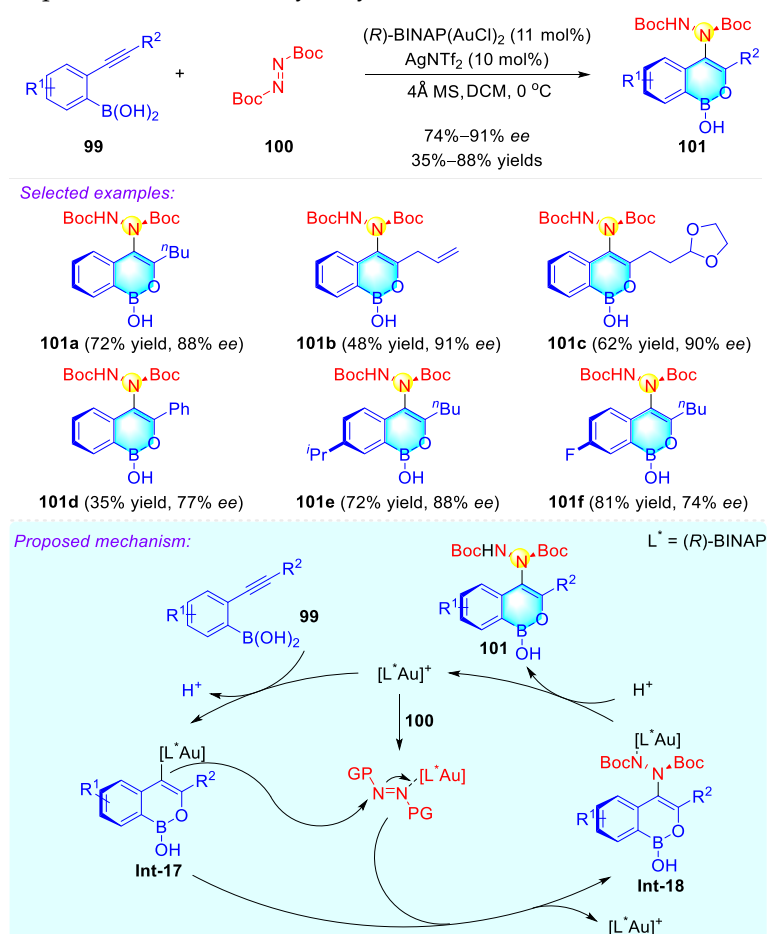 R²
R¹
B(OH)₂
99
+
Boc
N
N
Boc
100
(R)-BINAP(AuCl)₂ (11 mol%)
AgNTf₂ (10 mol%)
4Å MS, DCM, 0 °C
74%–91% ee
35%–88% yields
BocHN Boc
N
R²
R¹
O
B
OH
101
Selected examples:
BocHN Boc
N
ⁿBu
O
B
OH
101a (72% yield, 88% ee)
BocHN Boc
N
O
B
OH
101b (48% yield, 91% ee)
BocHN Boc
N
O
O
O
B
OH
101c (62% yield, 90% ee)
BocHN Boc
N
Ph
O
B
OH
101d (35% yield, 77% ee)
BocHN Boc
N
ⁿBu
O
ⁱPr
B
OH
101e (72% yield, 88% ee)
BocHN Boc
N
ⁿBu
O
F
B
OH
101f (81% yield, 74% ee)
Proposed mechanism:
L* = (R)-BINAP
R²
R¹
B(OH)₂
99
BocHN Boc
N
R²
R¹
O
B
OH
101
H⁺
[L*Au]⁺
H⁺
100
[L*Au]
R¹
R²
O
B
OH
Int-17
GP
[L*Au]
N=N
PG
[L*Au]
BocN Boc
N
R²
R¹
O
B
OH
Int-18
[L*Au]⁺